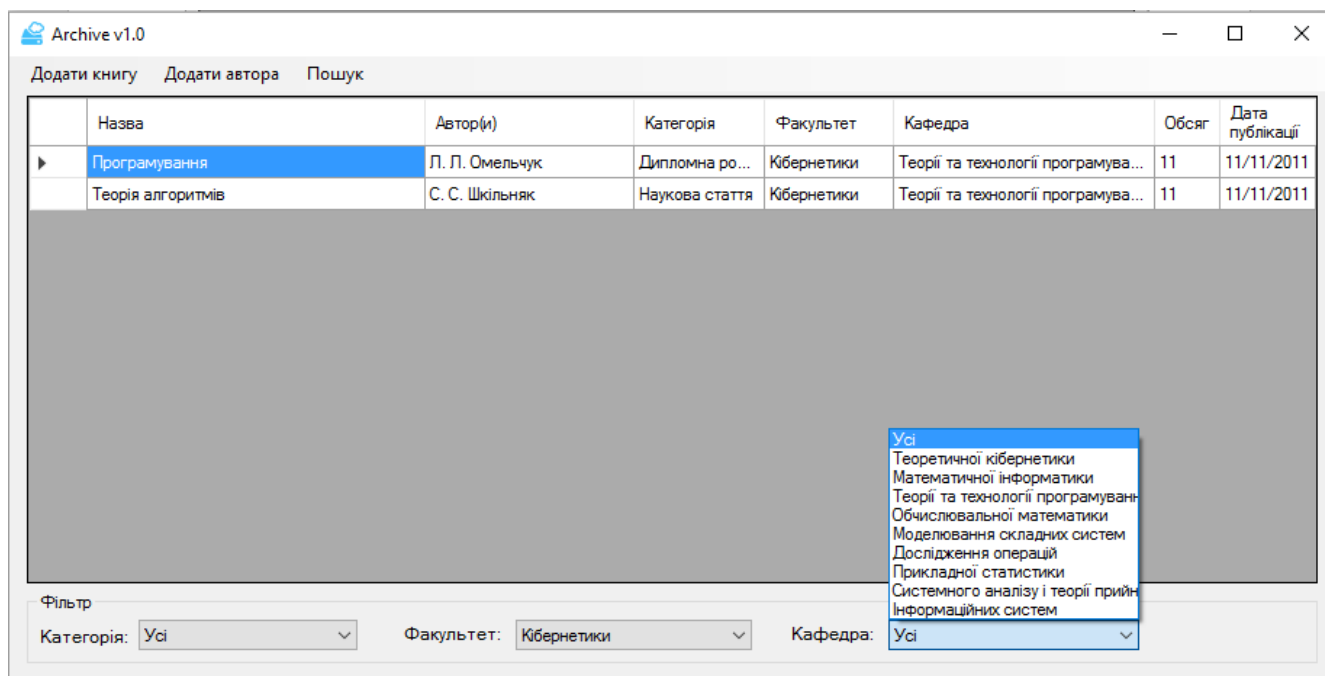 Archive v1.0
Додати книгу Додати автора Пошук
Назва Автор(и) Категорія Факультет Кафедра Обсяг Дата публікації
Програмування Л. Л. Омельчук Дипломна ро... Кібернетики Теорії та технології програмува... 11 11/11/2011
Теорія алгоритмів С. С. Шкільняк Наукова стаття Кібернетики Теорії та технології програмува... 11 11/11/2011
Усі
Теоретичної кібернетики
Математичної інформатики
Теорії та технології програмуванн
Обчислювальної математики
Моделювання складних систем
Дослідження операцій
Прикладної статистики
Системного аналізу і теорії прийн
Інформаційних систем
Фільтр
Категорія: Усі Факультет: Кібернетики Кафедра: Усі